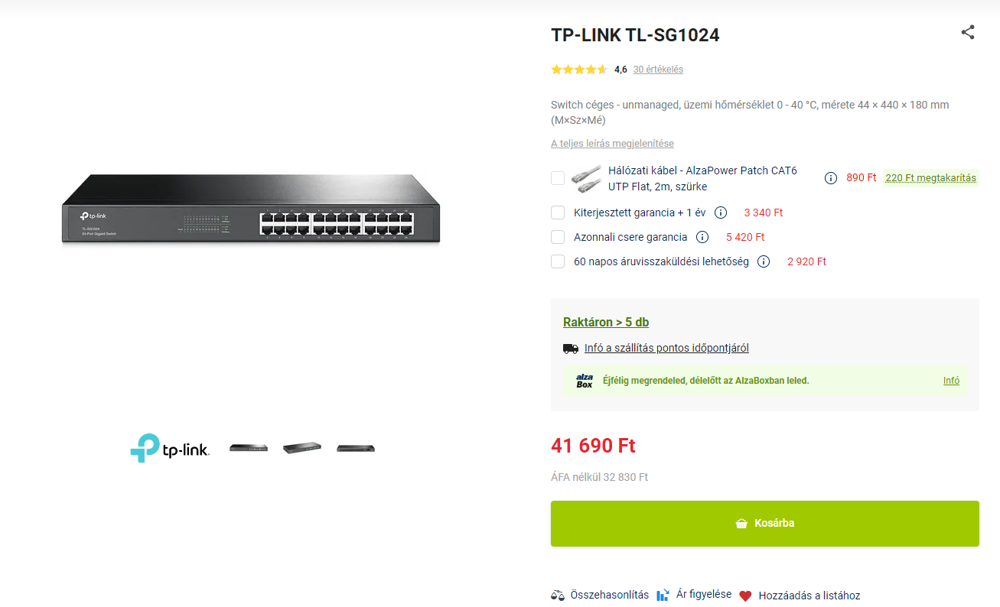 TP-LINK TL-SG1024
4,6 30 értékelés
Switch céges - unmanaged, üzemi hőmérséklet 0 - 40 °C, mérete 44 × 440 × 180 mm
(M×Sz×Mé)
A teljes leírás megjelenítése
Hálózati kábel - AlzaPower Patch CAT6
UTP Flat, 2m, szürke
890 Ft 220 Ft megtakarítás
Kiterjesztett garancia + 1 év 3 340 Ft
Azonnali csere garancia 5 420 Ft
60 napos áruvisszaküldési lehetőség 2 920 Ft
tp-link
TL-SG1024
24-Port Gigabit Switch
Raktáron > 5 db
Infó a szállítás pontos időpontjáról
alza
Box
Éjfélig megrendeled, délelőtt az AlzaBoxban leled. Infó
tp-link
41 690 Ft
ÁFA nélkül 32 830 Ft
Kosárba
Összehasonlítás Ár figyelése Hozzáadás a listához